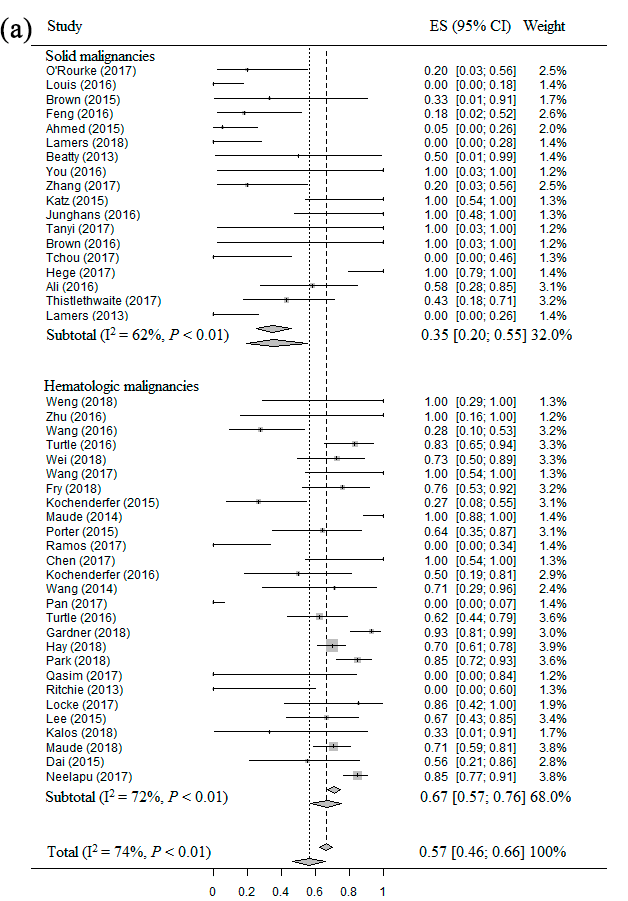 (a)
Study ES (95% CI) Weight
Solid malignancies
O'Rourke (2017) 0.20 [0.03; 0.56] 2.5%
Louis (2016) 0.00 [0.00; 0.18] 1.4%
Brown (2015) 0.33 [0.01; 0.91] 1.7%
Feng (2016) 0.18 [0.02; 0.52] 2.6%
Ahmed (2015) 0.05 [0.00; 0.26] 2.0%
Lamers (2018) 0.00 [0.00; 0.28] 1.4%
Beatty (2013) 0.50 [0.01; 0.99] 1.7%
You (2016) 1.00 [0.03; 1.00] 1.2%
Zhang (2017) 0.20 [0.03; 0.56] 2.5%
Katz (2015) 1.00 [0.54; 1.00] 1.3%
Junghans (2016) 1.00 [0.48; 1.00] 1.3%
Tanyi (2017) 1.00 [0.03; 1.00] 1.2%
Brown (2016) 1.00 [0.03; 1.00] 1.2%
Tchou (2017) 0.00 [0.00; 0.46] 1.3%
Hege (2017) 1.00 [0.79; 1.00] 1.3%
Ali (2016) 0.58 [0.28; 0.85] 3.1%
Thistlethwaite (2017) 0.43 [0.18; 0.71] 3.2%
Lamers (2013) 0.00 [0.00; 0.26] 1.4%
Subtotal (I² = 62%, P < 0.01) 0.35 [0.20; 0.55] 32.0%
Hematologic malignancies
Weng (2018) 1.00 [0.29; 1.00] 1.3%
Zhu (2016) 1.00 [0.16; 1.00] 1.2%
Wang (2016) 0.28 [0.10; 0.53] 3.2%
Turtle (2016) 0.83 [0.65; 0.94] 3.3%
Wei (2018) 0.73 [0.50; 0.89] 3.2%
Wang (2017) 1.00 [0.54; 1.00] 1.3%
Fry (2018) 0.76 [0.53; 0.92] 3.2%
Kochenderfer (2015) 0.27 [0.08; 0.55] 3.1%
Maude (2014) 1.00 [0.88; 1.00] 1.4%
Porter (2015) 0.64 [0.35; 0.87] 3.1%
Ramos (2017) 0.00 [0.00; 0.34] 1.4%
Chen (2017) 1.00 [0.54; 1.00] 1.3%
Kochenderfer (2016) 0.50 [0.19; 0.81] 2.9%
Wang (2014) 0.71 [0.29; 0.96] 2.4%
Pan (2017) 0.00 [0.00; 0.07] 1.4%
Turtle (2016) 0.62 [0.44; 0.79] 3.6%
Gardner (2018) 0.93 [0.81; 0.99] 3.0%
Hay (2018) 0.70 [0.61; 0.78] 3.9%
Park (2018) 0.85 [0.72; 0.93] 3.6%
Qasim (2017) 0.00 [0.00; 0.84] 1.2%
Ritchie (2013) 0.00 [0.00; 0.60] 1.3%
Locke (2017) 0.86 [0.42; 1.00] 1.9%
Lee (2015) 0.67 [0.43; 0.85] 3.4%
Kalos (2018) 0.33 [0.01; 0.91] 1.7%
Maude (2018) 0.71 [0.59; 0.81] 3.8%
Dai (2015) 0.56 [0.21; 0.86] 2.8%
Neelapu (2017) 0.85 [0.77; 0.91] 3.8%
Subtotal (I² = 72%, P < 0.01) 0.67 [0.57; 0.76] 68.0%
Total (I² = 74%, P < 0.01) 0.57 [0.46; 0.66] 100%
0 0.2 0.4 0.6 0.8 1